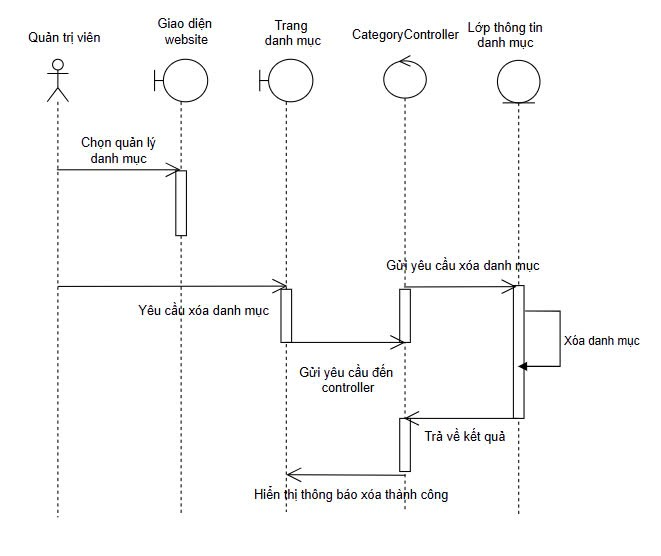 Quản trị viên
Giao diện
website
Trang
danh mục
CategoryController
Lớp thông tin
danh mục
Chọn quản lý
danh mục
Gửi yêu cầu xóa danh mục
Yêu cầu xóa danh mục
Xóa danh mục
Gửi yêu cầu đến
controller
Trả về kết quả
Hiển thị thông báo xóa thành công